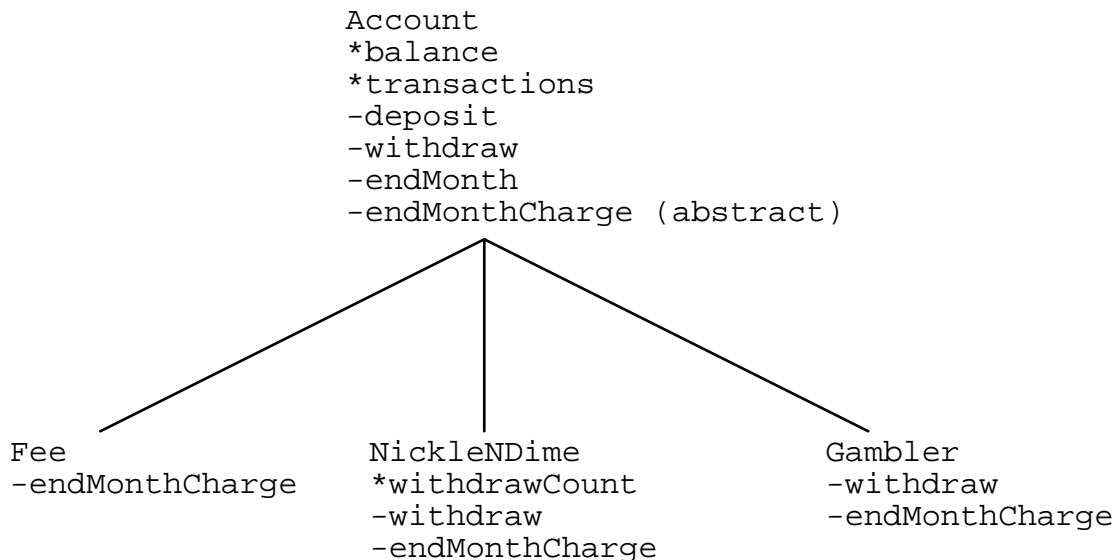 Account
*balance
*transactions
-deposit
-withdraw
-endMonth
-endMonthCharge (abstract)
Fee
-endMonthCharge
NickleNDime
*withdrawCount
-withdraw
-endMonthCharge
Gambler
-withdraw
-endMonthCharge